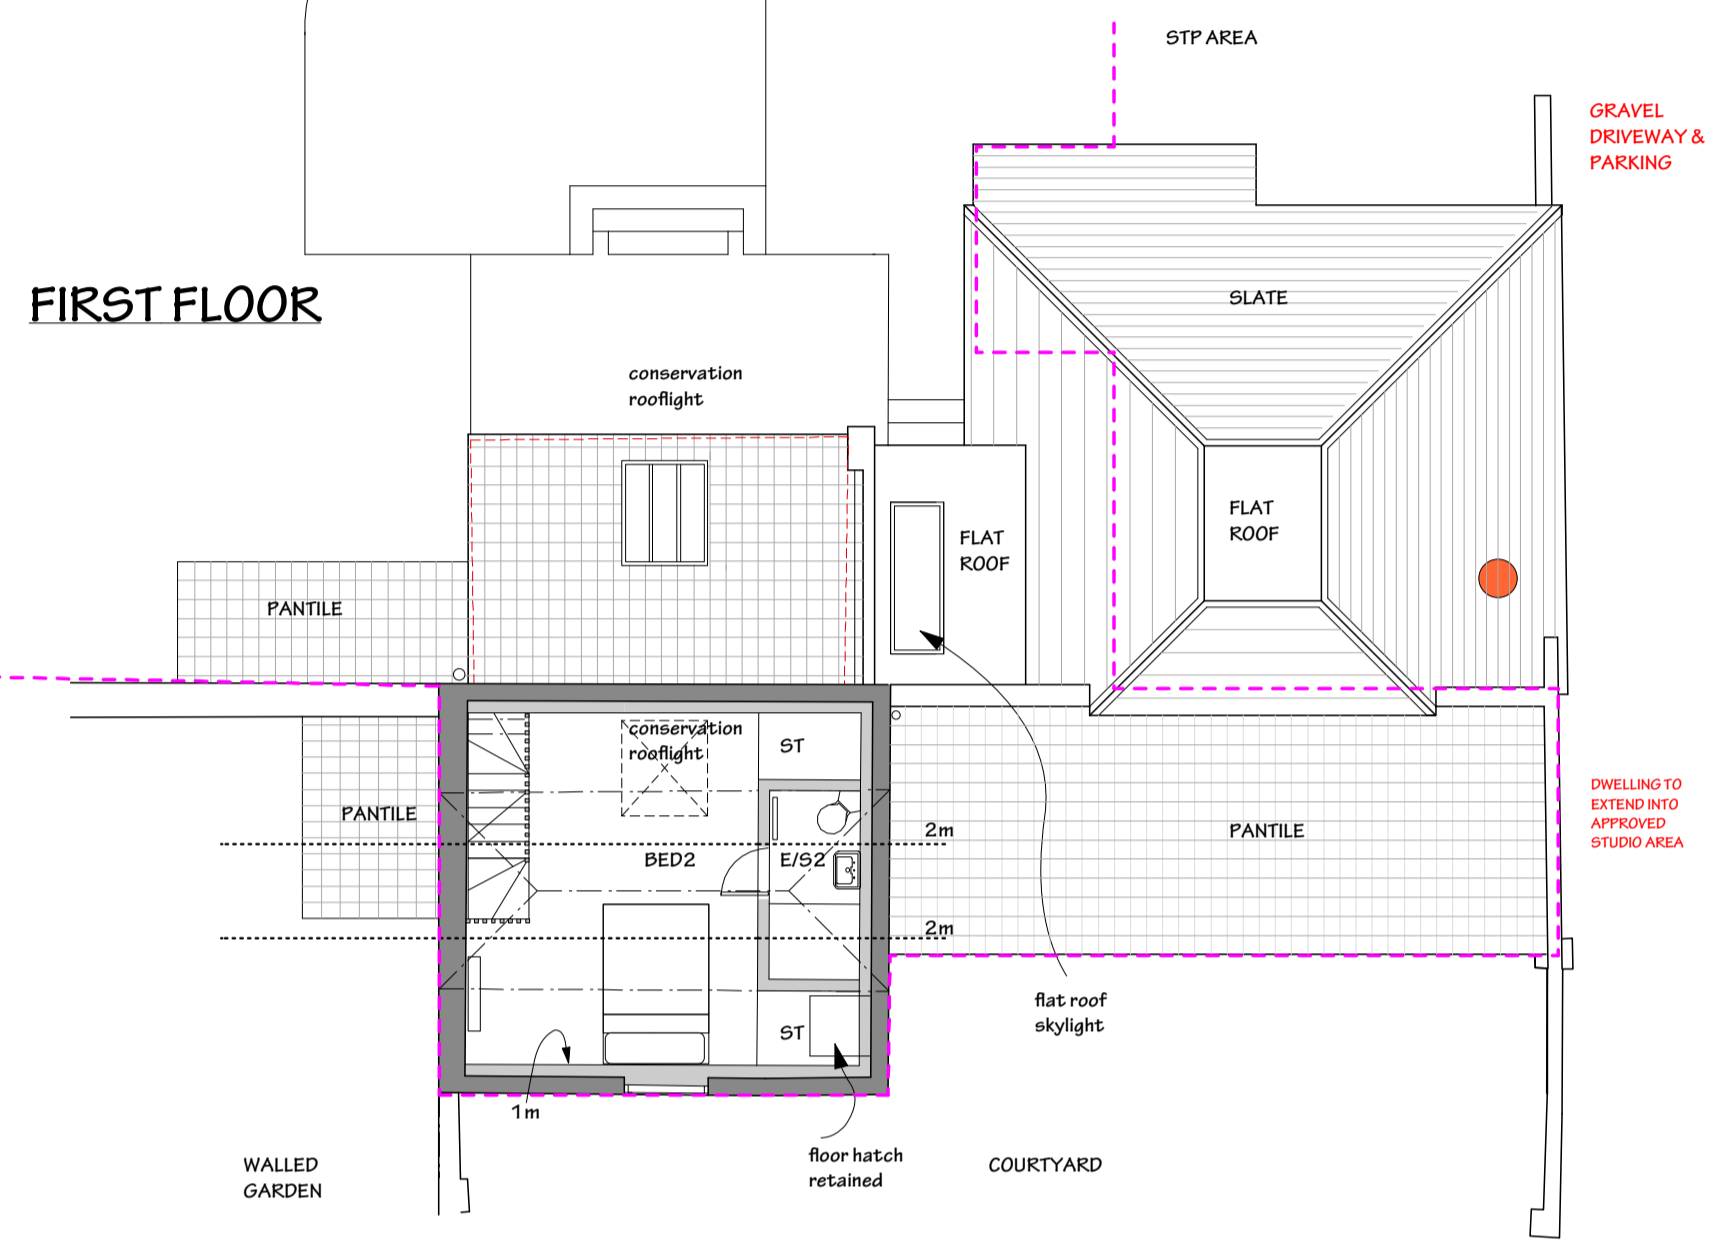 STP AREA
GRAVEL
DRIVEWAY &
PARKING
FIRST FLOOR
SLATE
conservation
rooflight
FLAT
ROOF
FLAT
ROOF
PANTILE
conservation
rooflight
ST
PANTILE
2m
BED2
E/S2
PANTILE
DWELLING TO
EXTEND INTO
APPROVED
STUDIO AREA
2m
flat roof
skylight
ST
1m
floor hatch
retained
WALLED
GARDEN
COURTYARD